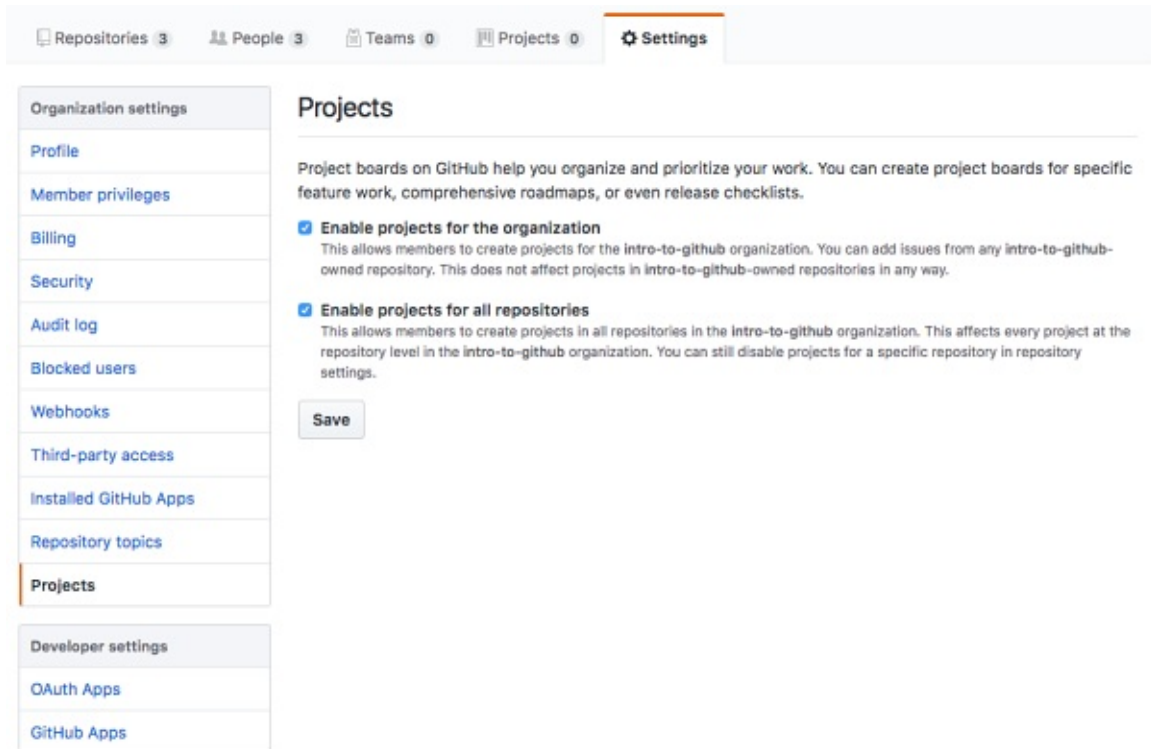 Repositories 3 People 3 Teams 0 Projects 0 Settings
Organization settings
Profile
Member privileges
Billing
Security
Audit log
Blocked users
Webhooks
Third-party access
Installed GitHub Apps
Repository topics
Projects
Developer settings
OAuth Apps
GitHub Apps
Projects
Project boards on GitHub help you organize and prioritize your work. You can create project boards for specific
feature work, comprehensive roadmaps, or even release checklists.
Enable projects for the organization
This allows members to create projects for the intro-to-github organization. You can add issues from any intro-to-github-
owned repository. This does not affect projects in intro-to-github-owned repositories in any way.
Enable projects for all repositories
This allows members to create projects in all repositories in the intro-to-github organization. This affects every project at the
repository level in the intro-to-github organization. You can still disable projects for a specific repository in repository
settings.
Save